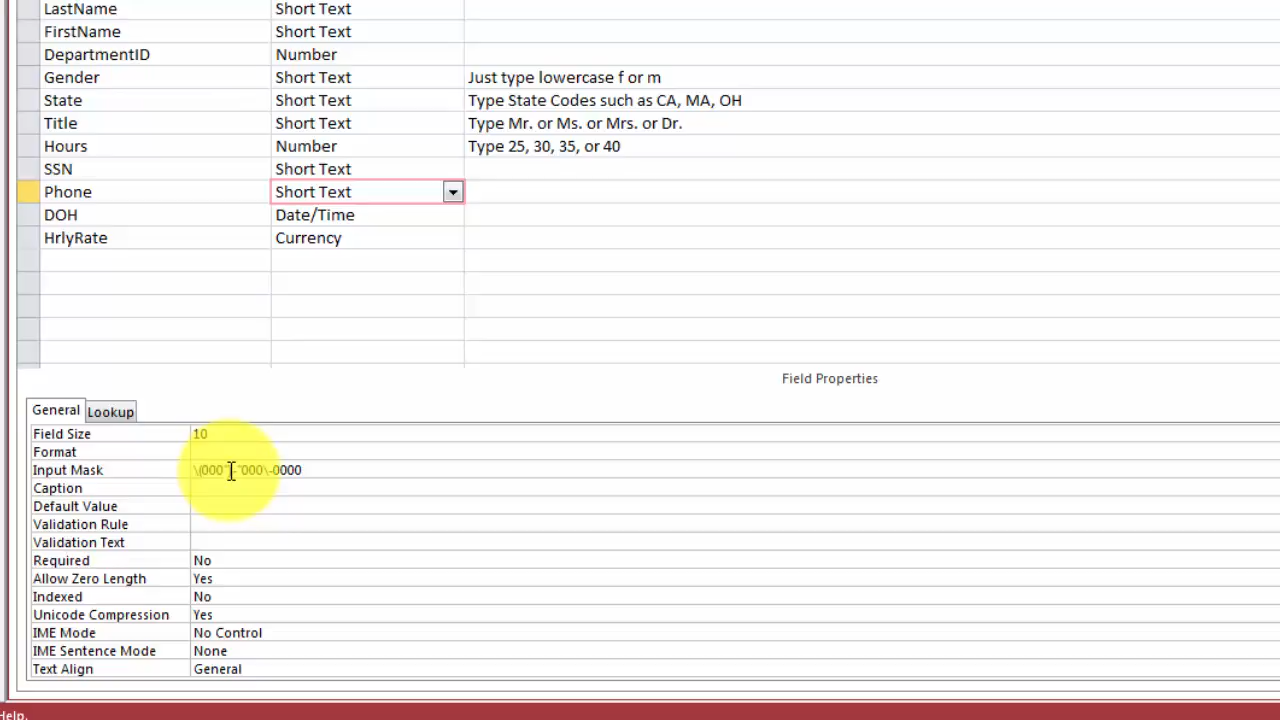 LastName Short Text
FirstName Short Text
DepartmentID Number
Gender Short Text Just type lowercase f or m
State Short Text Type State Codes such as CA, MA, OH
Title Short Text Type Mr. or Ms. or Mrs. or Dr.
Hours Number Type 25, 30, 35, or 40
SSN Short Text
Phone Short Text
DOH Date/Time
HrlyRate Currency
Field Properties
General Lookup
Field Size 10
Format
Input Mask
Caption
Default Value
Validation Rule
Validation Text
Required No
Allow Zero Length Yes
Indexed No
Unicode Compression Yes
IME Mode No Control
IME Sentence Mode None
Text Align General
Help.